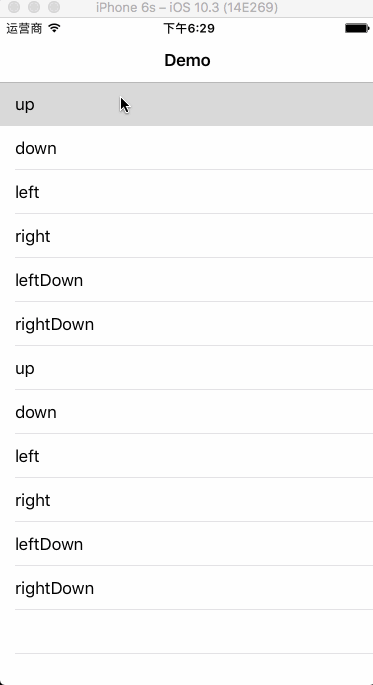 iPhone 6s – iOS 10.3 (14E269)
运营商 下午6:29
Demo
up
down
left
right
leftDown
rightDown
up
down
left
right
leftDown
rightDown